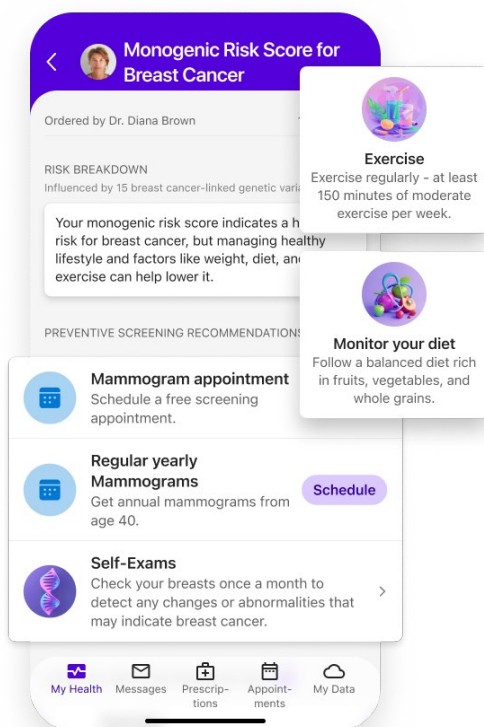 Monogenic Risk Score for
Breast Cancer
Ordered by Dr. Diana Brown
RISK BREAKDOWN
Influenced by 15 breast cancer-linked genetic
Your monogenic risk score indicates a
risk for breast cancer, but managing healthy
lifestyle and factors like weight, diet,
exercise can help lower it.
PREVENTIVE SCREENING
Exercise
Exercise regularly - at least
150 minutes of moderate
exercise per week.
Monitor your diet
Follow a balanced diet rich
in fruits, vegetables, and
whole grains.
Mammogram appointment
Schedule a free screening
appointment.
Regular yearly
Mammograms
Get annual mammograms from
age 40.
Schedule
Self-Exams
Check your breasts once a month to
detect any changes or abnormalities that
may indicate breast cancer.
My Health
Messages
Prescrip-
tions
Appoint-
ments
My Data